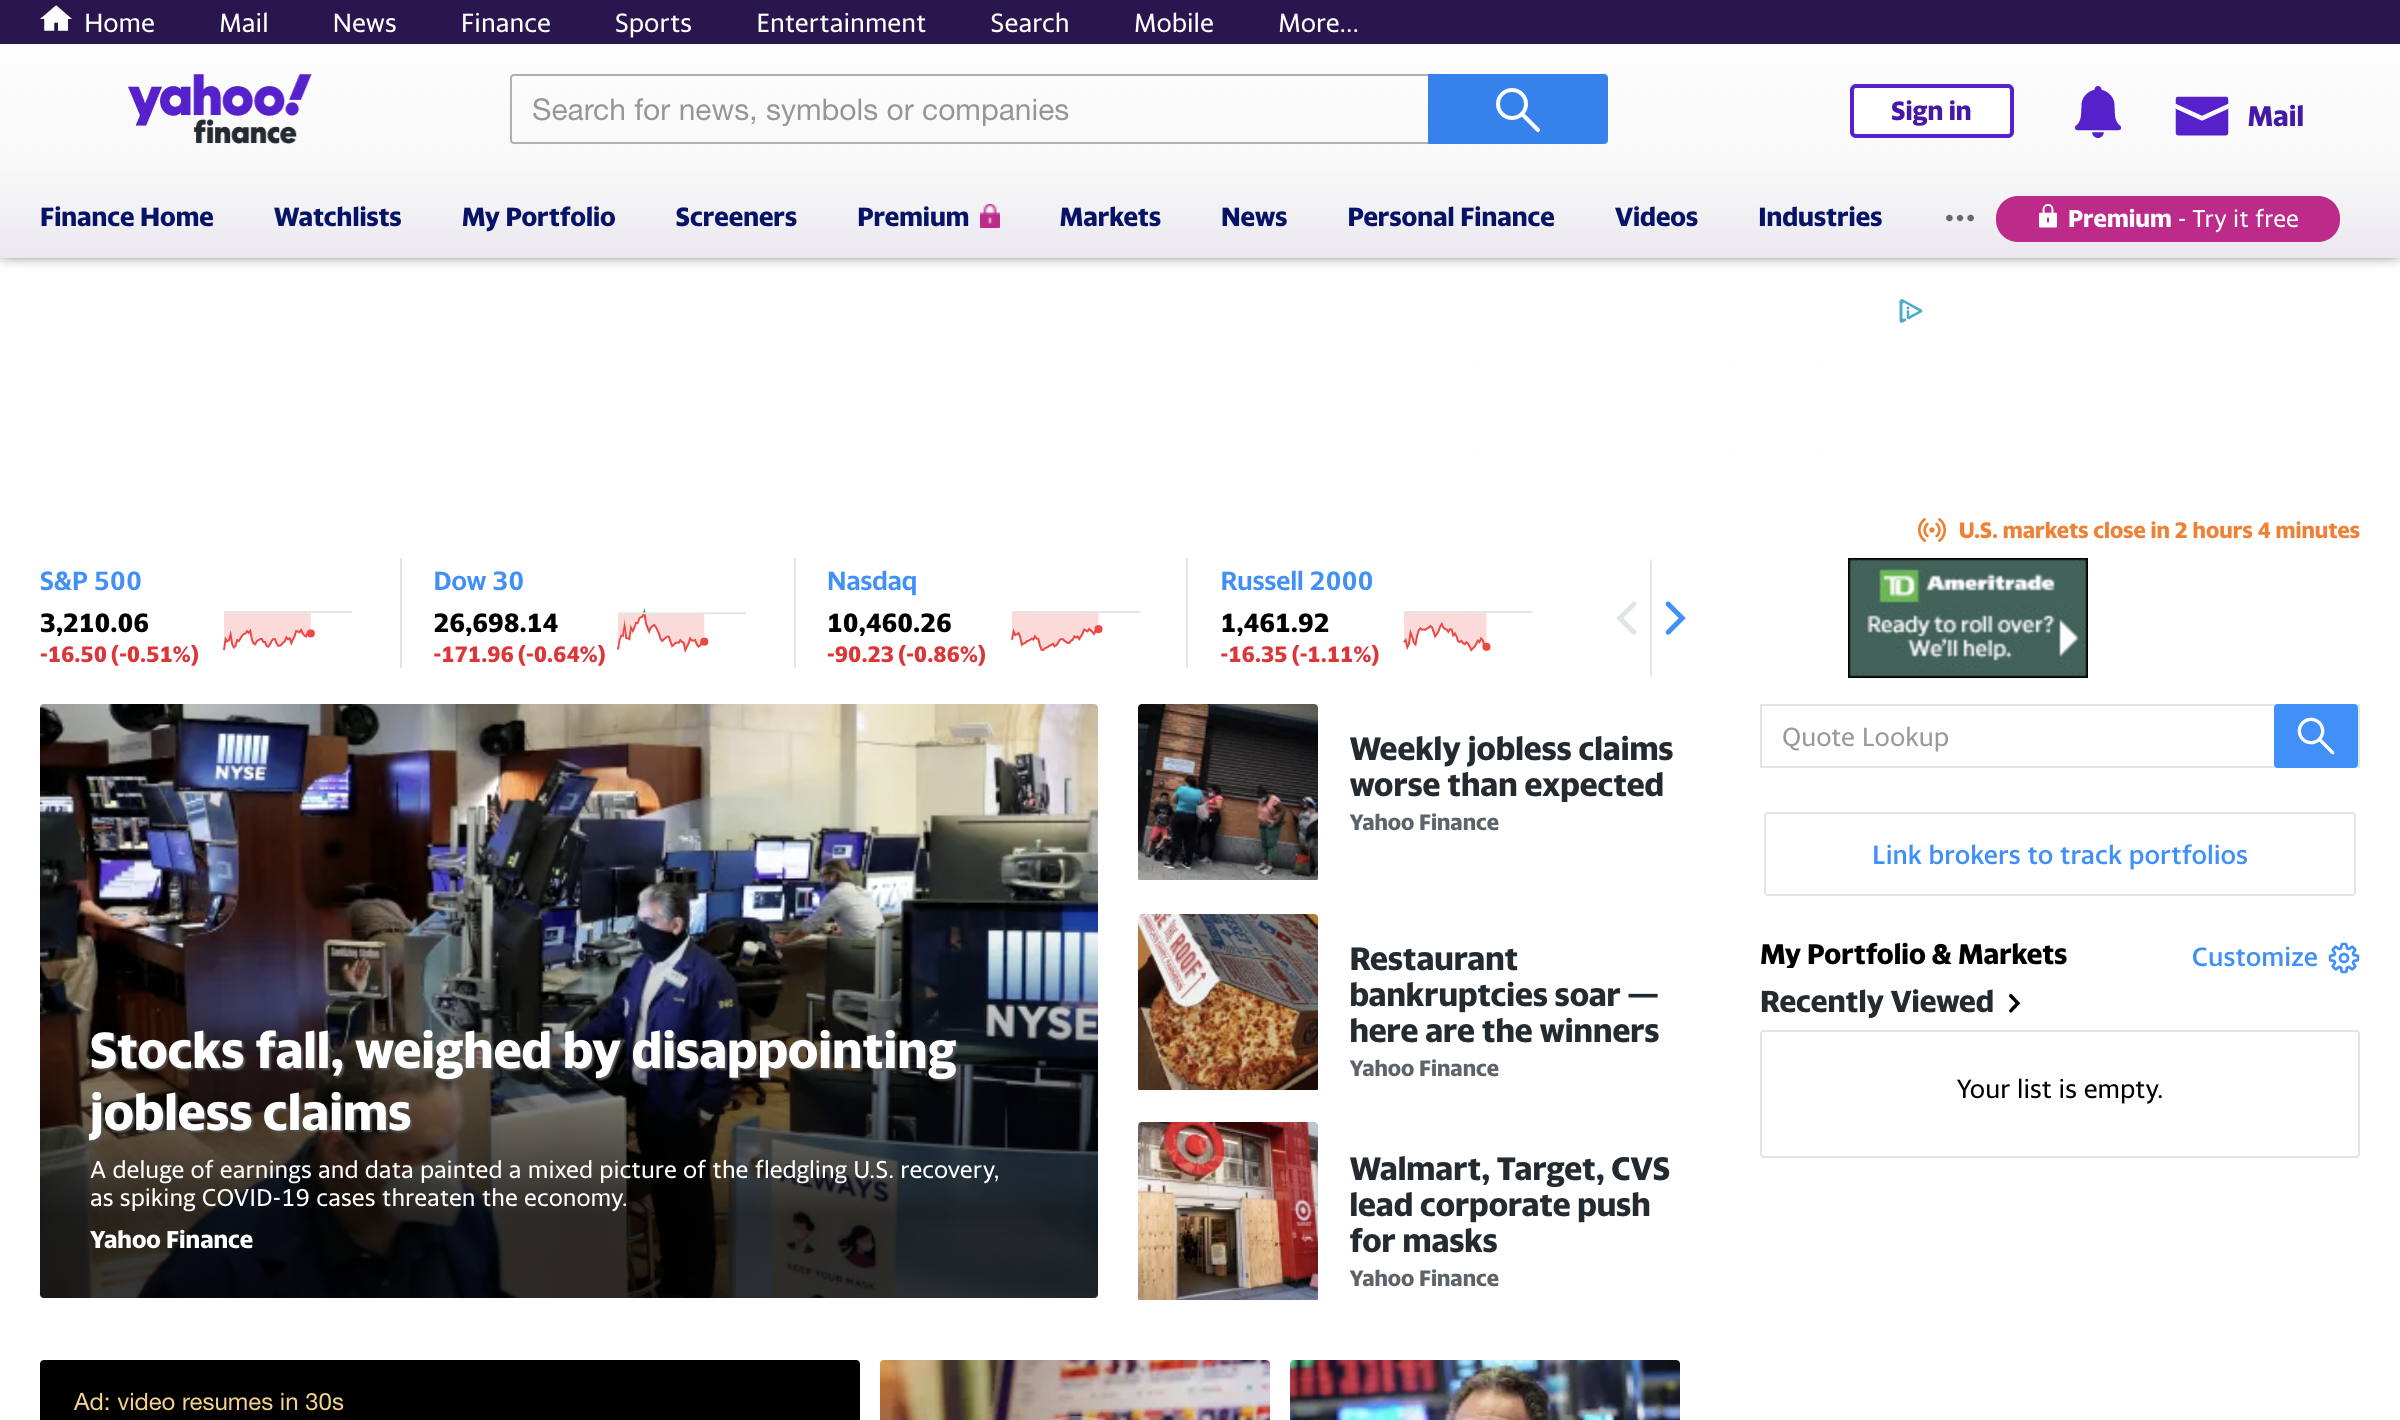 Home Mail News Finance Sports Entertainment Search Mobile More...
yahoo!
finance
Search for news, symbols or companies
Sign in
Mail
Finance Home Watchlists My Portfolio Screeners Premium Markets News Personal Finance Videos Industries ••• Premium - Try it free
U.S. markets close in 2 hours 4 minutes
S&P 500
3,210.06
-16.50 (-0.51%)
Dow 30
26,698.14
-171.96 (-0.64%)
Nasdaq
10,460.26
-90.23 (-0.86%)
Russell 2000
1,461.92
-16.35 (-1.11%)
TD Ameritrade
Ready to roll over?
We'll help.
NYSE
NYSE
Stocks fall, weighed by disappointing
jobless claims
A deluge of earnings and data painted a mixed picture of the fledgling U.S. recovery,
as spiking COVID-19 cases threaten the economy.
Yahoo Finance
KEEP YOUR MASK
Weekly jobless claims
worse than expected
Yahoo Finance
ROOF
Restaurant
bankruptcies soar —
here are the winners
Yahoo Finance
Walmart, Target, CVS
lead corporate push
for masks
Yahoo Finance
Quote Lookup
Link brokers to track portfolios
My Portfolio & Markets
Customize
Recently Viewed
Your list is empty.
Ad: video resumes in 30s